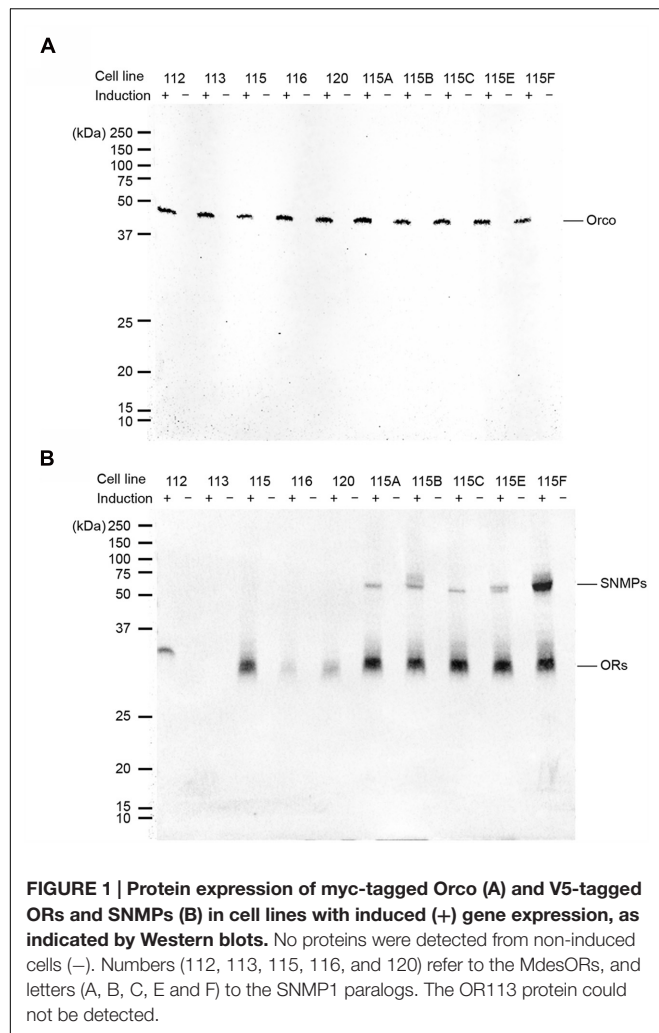 A
Cell line 112 113 115 116 120 115A 115B 115C 115E 115F
Induction + − + − + − + − + − + − + − + − + − + −
(kDa) 250
150
100
75
50
37
Orco
25
20
15
10
B
Cell line 112 113 115 116 120 115A 115B 115C 115E 115F
Induction + − + − + − + − + − + − + − + − + − + −
(kDa) 250
150
100
75
SNMPs
50
37
ORs
25
20
15
10
FIGURE 1 | Protein expression of myc-tagged Orco (A) and V5-tagged
ORs and SNMPs (B) in cell lines with induced (+) gene expression, as
indicated by Western blots. No proteins were detected from non-induced
cells (−). Numbers (112, 113, 115, 116, and 120) refer to the MdesORs, and
letters (A, B, C, E and F) to the SNMP1 paralogs. The OR113 protein could
not be detected.